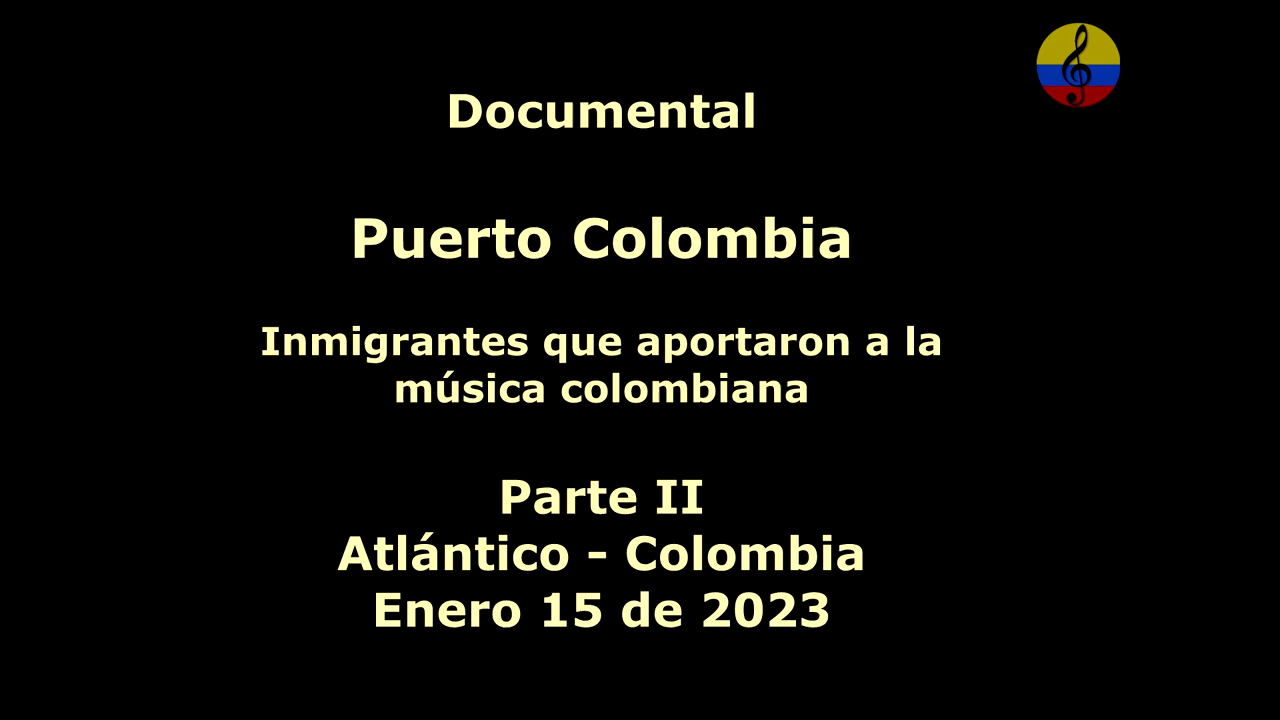 Documental
Puerto Colombia
Inmigrantes que aportaron a la
música colombiana
Parte II
Atlántico - Colombia
Enero 15 de 2023